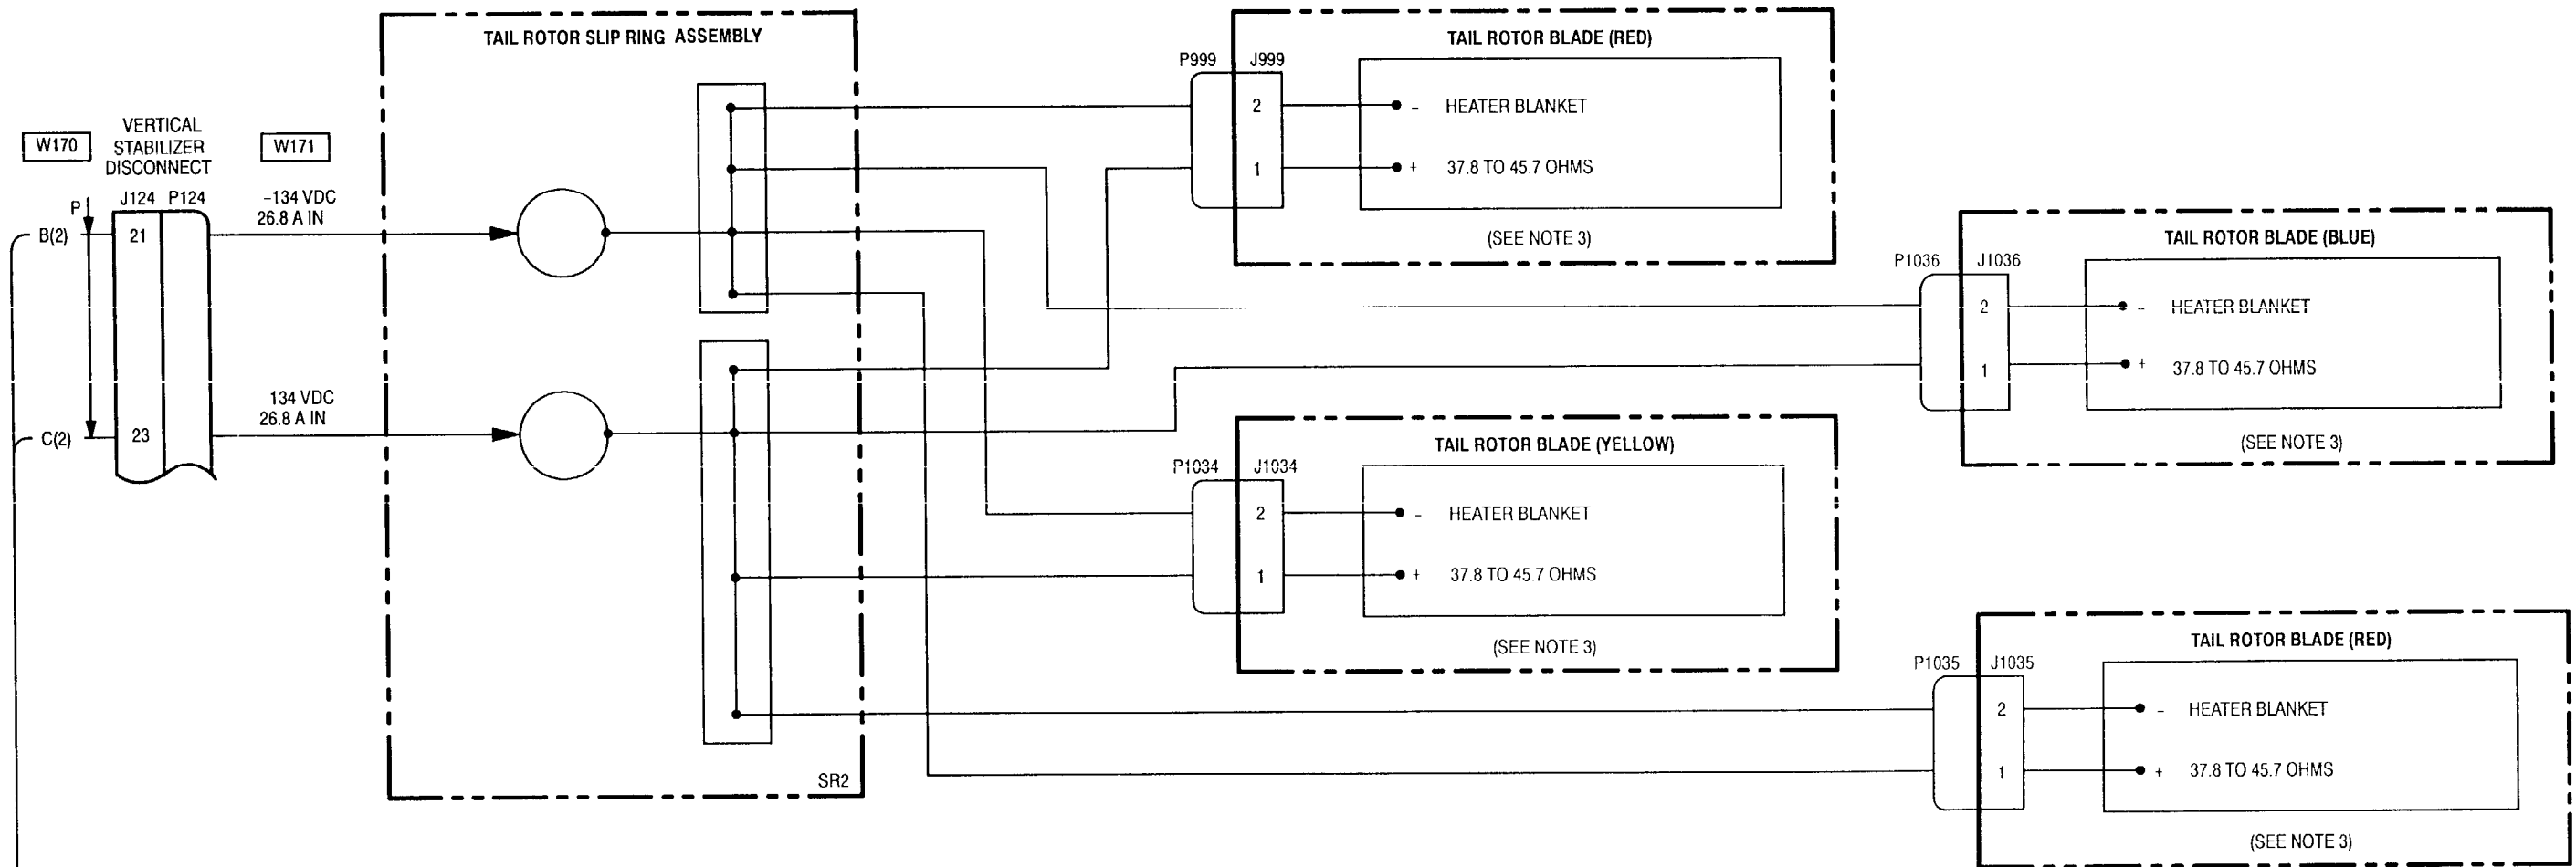 TAIL ROTOR SLIP RING ASSEMBLY
W170
VERTICAL
STABILIZER
DISCONNECT
W171
P
J124 P124
-134 VDC
26.8 A IN
B(2)
21
134 VDC
26.8 A IN
C(2)
23
SR2
TAIL ROTOR BLADE (RED)
P999 J999
2
- HEATER BLANKET
1
+ 37.8 TO 45.7 OHMS
(SEE NOTE 3)
TAIL ROTOR BLADE (BLUE)
P1036 J1036
2
- HEATER BLANKET
1
+ 37.8 TO 45.7 OHMS
(SEE NOTE 3)
TAIL ROTOR BLADE (YELLOW)
P1034 J1034
2
- HEATER BLANKET
1
+ 37.8 TO 45.7 OHMS
(SEE NOTE 3)
TAIL ROTOR BLADE (RED)
P1035 J1035
2
- HEATER BLANKET
1
+ 37.8 TO 45.7 OHMS
(SEE NOTE 3)